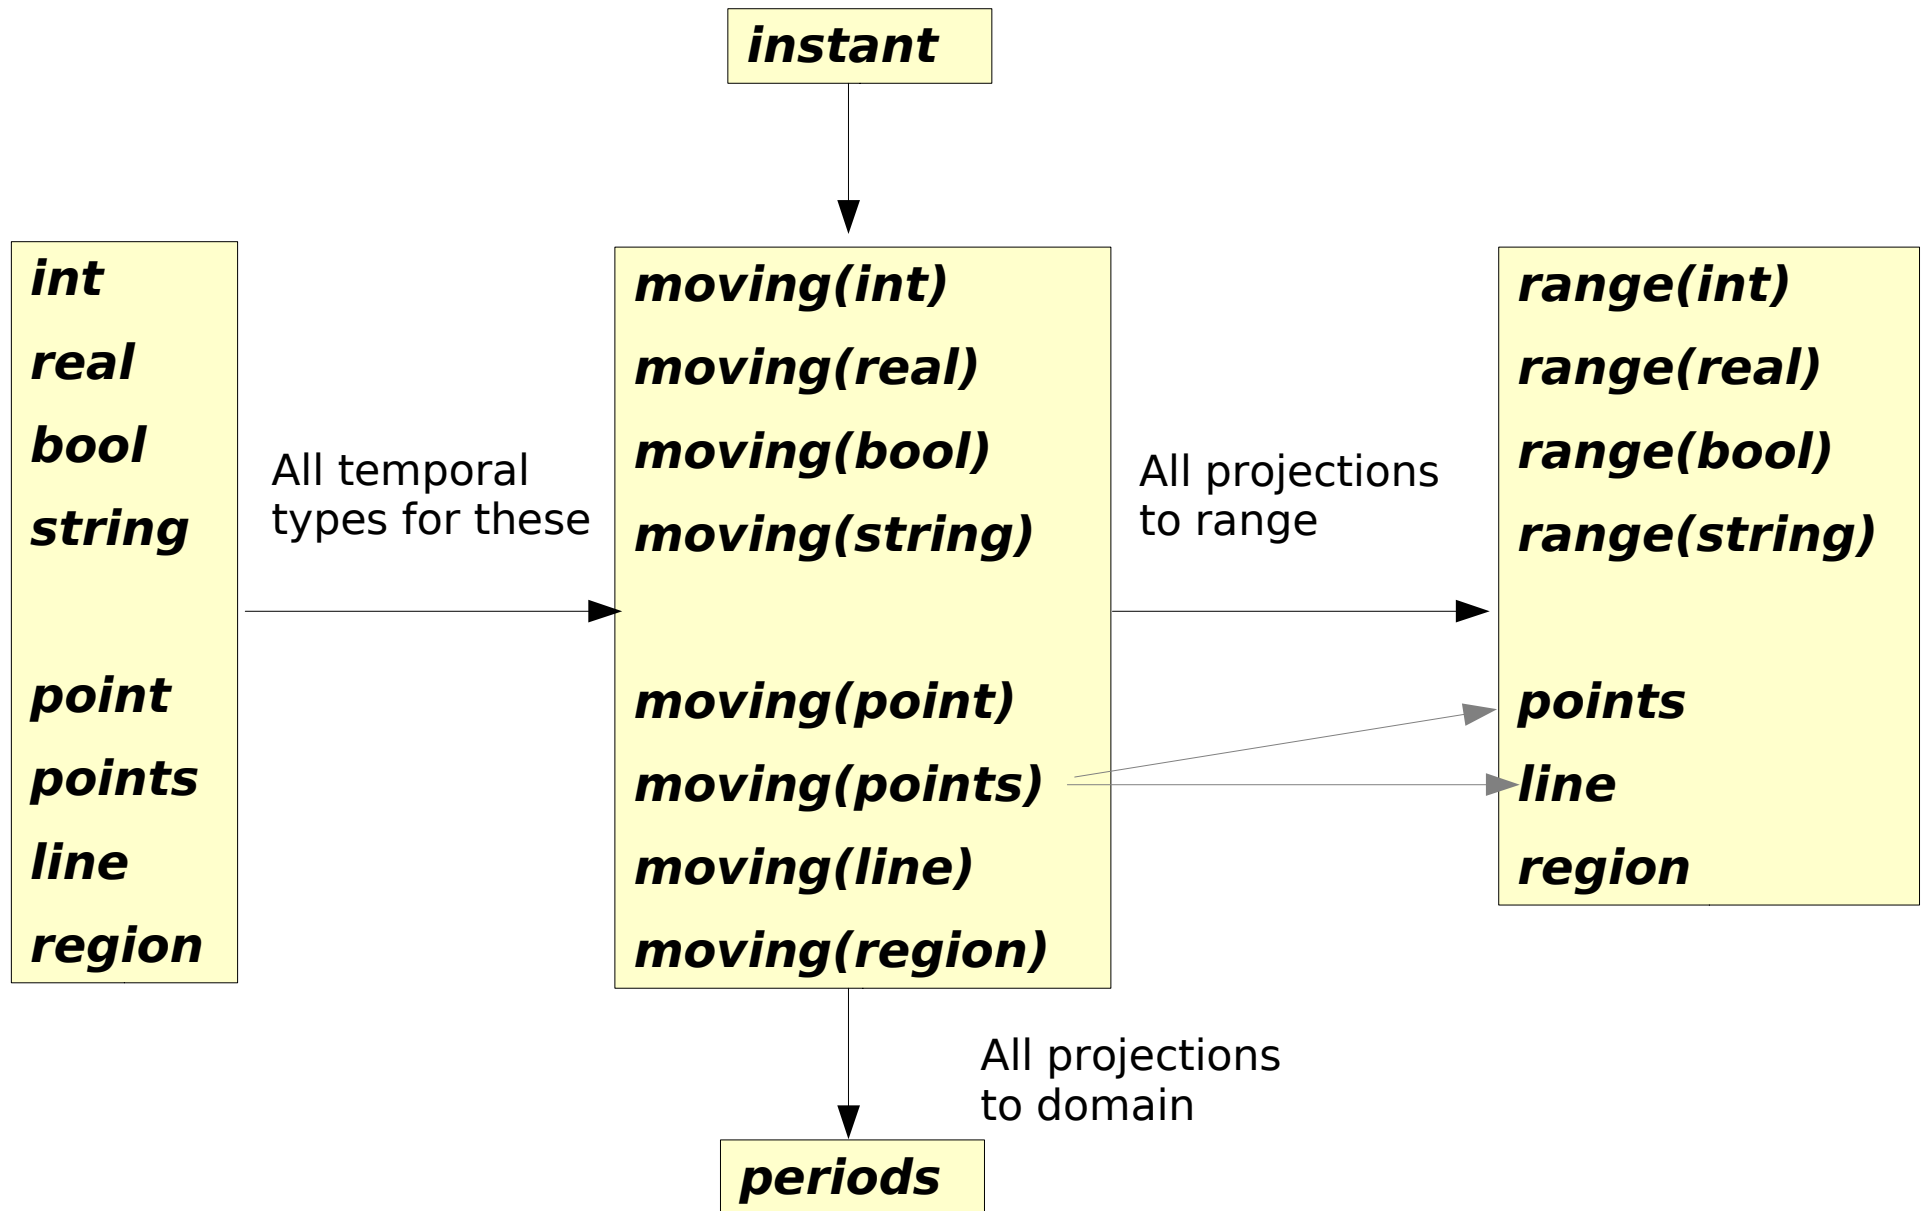 instant
int
real
bool
string
point
points
line
region
All temporal
types for these
moving(int)
moving(real)
moving(bool)
moving(string)
moving(point)
moving(points)
moving(line)
moving(region)
All projections
to range
range(int)
range(real)
range(bool)
range(string)
points
line
region
All projections
to domain
periods